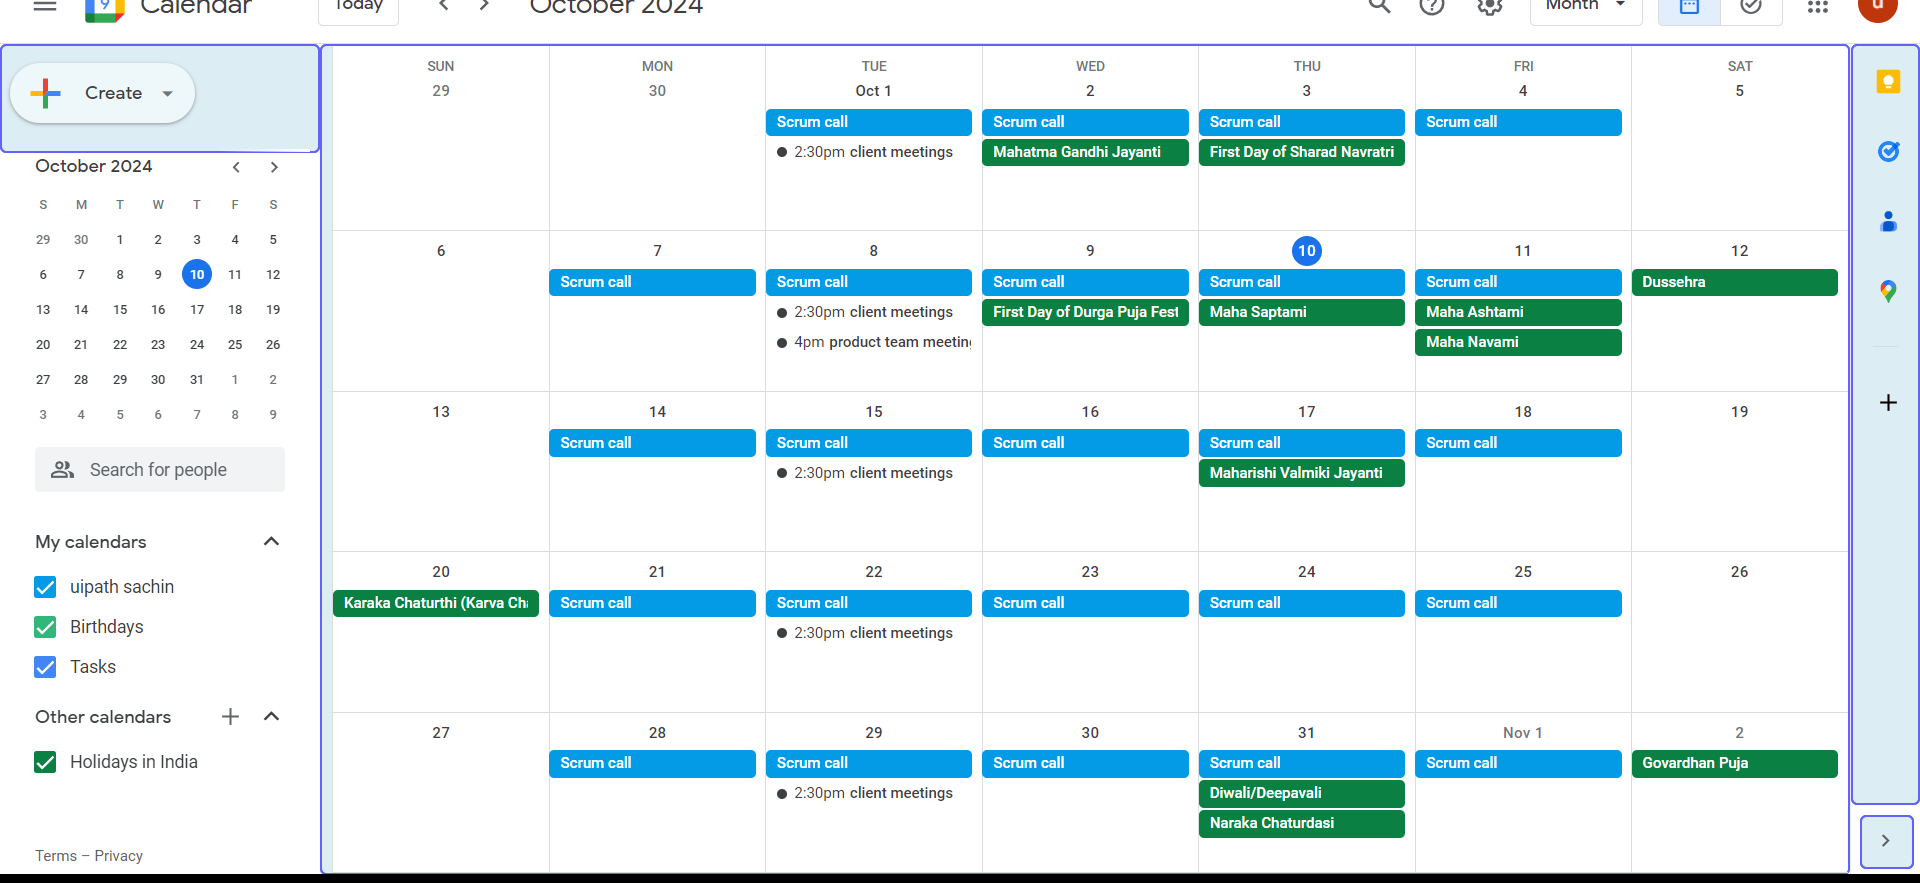 9 Calendar Today October 2024 Month u
Create
October 2024
S M T W T F S
29 30 1 2 3 4 5
6 7 8 9 10 11 12
13 14 15 16 17 18 19
20 21 22 23 24 25 26
27 28 29 30 31 1 2
3 4 5 6 7 8 9
Search for people
My calendars
uipath sachin
Birthdays
Tasks
Other calendars
Holidays in India
Terms – Privacy
SUN MON TUE WED THU FRI SAT
29 30 Oct 1 2 3 4 5
Scrum call Scrum call Scrum call Scrum call
2:30pm client meetings Mahatma Gandhi Jayanti First Day of Sharad Navratri
6 7 8 9 10 11 12
Scrum call Scrum call Scrum call Scrum call Scrum call Dussehra
2:30pm client meetings First Day of Durga Puja Fest Maha Saptami Maha Ashtami
4pm product team meetin Maha Navami
13 14 15 16 17 18 19
Scrum call Scrum call Scrum call Scrum call Scrum call
2:30pm client meetings Maharishi Valmiki Jayanti
20 21 22 23 24 25 26
Karaka Chaturthi (Karva Cha Scrum call Scrum call Scrum call Scrum call Scrum call
2:30pm client meetings
27 28 29 30 31 Nov 1 2
Scrum call Scrum call Scrum call Scrum call Scrum call Govardhan Puja
2:30pm client meetings Diwali/Deepavali
Naraka Chaturdasi